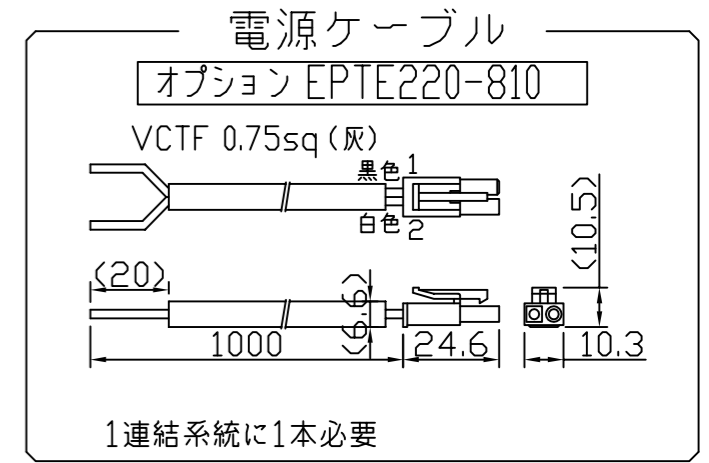 電源ケーブル
オプション EPTE220-810
VCTF 0.75sq (灰)
黒色 1
白色 2
(20)
(6.6)
(10.5)
1000
24.6
10.3
1連結系統に1本必要